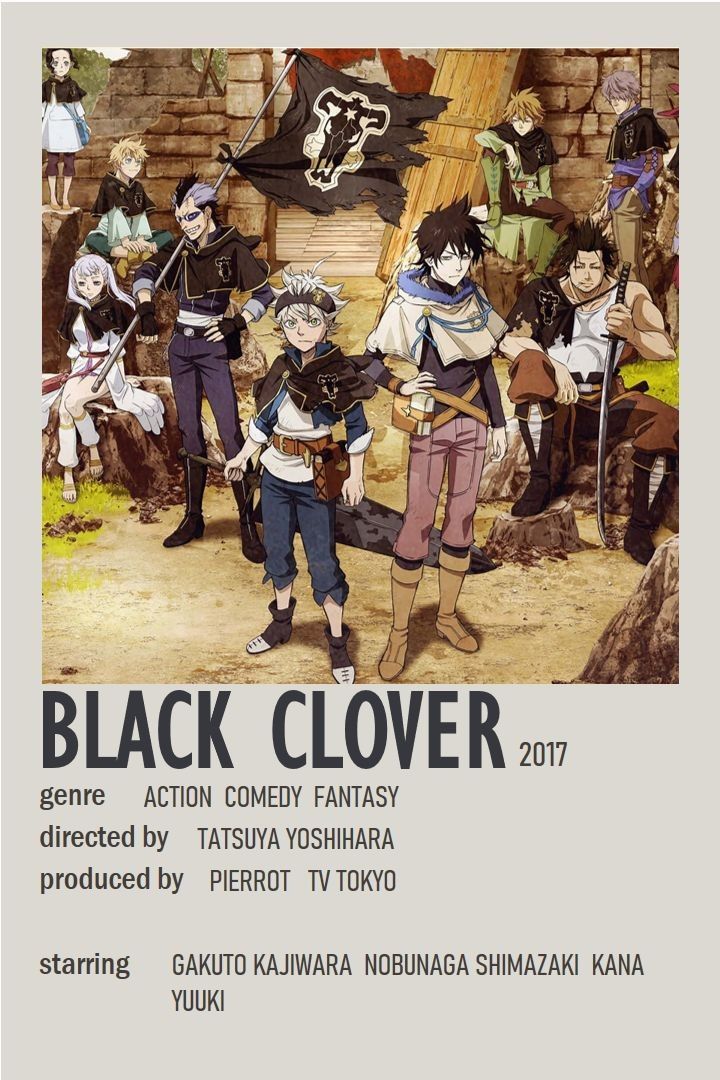 BLACK CLOVER 2017
genre ACTION COMEDY FANTASY
directed by TATSUYA YOSHIHARA
produced by PIERROT TV TOKYO
starring GAKUTO KAJIWARA NOBUNAGA SHIMAZAKI KANA
YUUKI